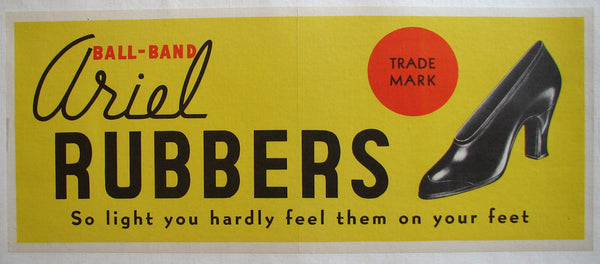 BALL-BAND
Ariel
RUBBERS
So light you hardly feel them on your feet
TRADE
MARK